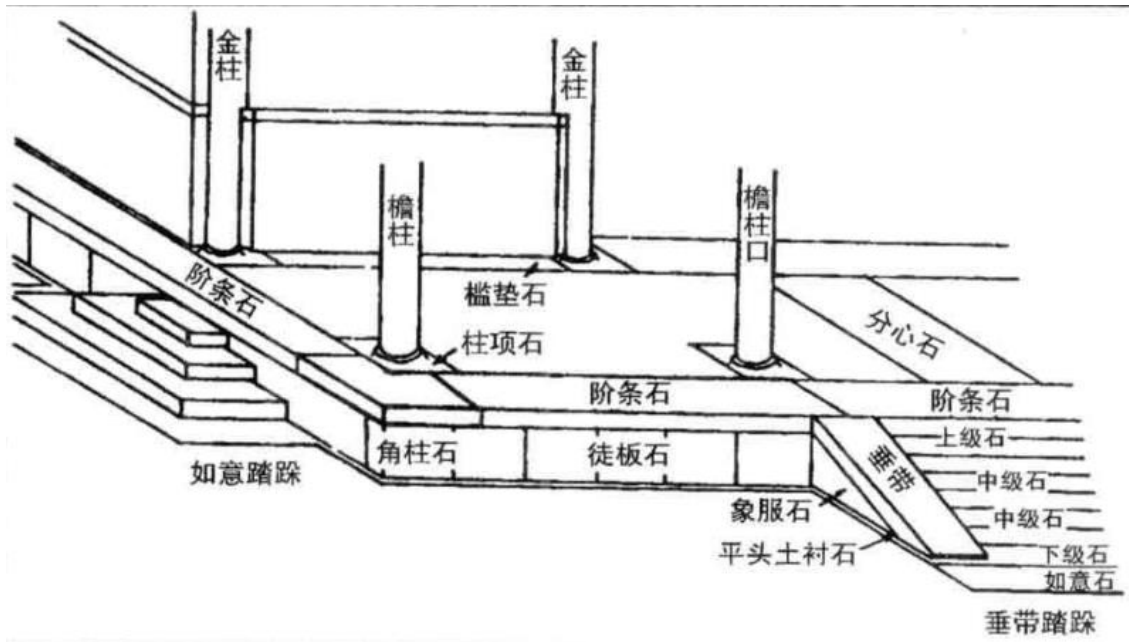 金柱
金柱
檐柱
檐柱口
阶条石
槛垫石
分心石
柱项石
阶条石
阶条石
上级石
角柱石
徒板石
垂带
如意踏跺
中级石
象服石
中级石
平头土衬石
下级石
如意石
垂带踏跺